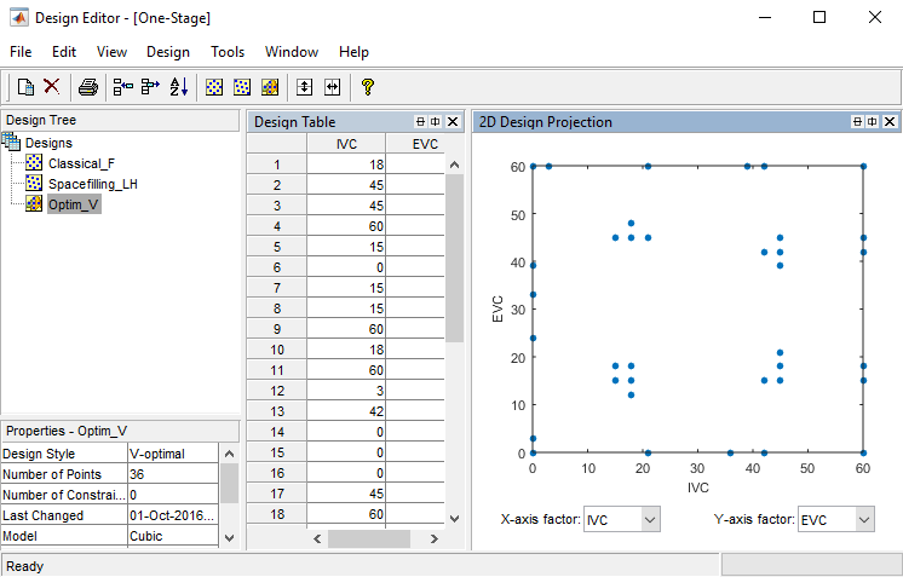 Design Editor - [One-Stage]
File Edit View Design Tools Window Help
Design Tree
Designs
Classical_F
Spacefilling_LH
Optim_V
Properties - Optim_V
Design Style V-optimal
Number of Points 36
Number of Constrai... 0
Last Changed 01-Oct-2016...
Model Cubic
Design Table
IVC EVC
1 18
2 45
3 45
4 60
5 15
6 0
7 15
8 15
9 60
10 18
11 60
12 3
13 42
14 0
15 0
16 0
17 45
18 60
2D Design Projection
60
50
40
30
20
10
0
EVC
0 10 20 30 40 50 60
IVC
X-axis factor: IVC Y-axis factor: EVC
Ready